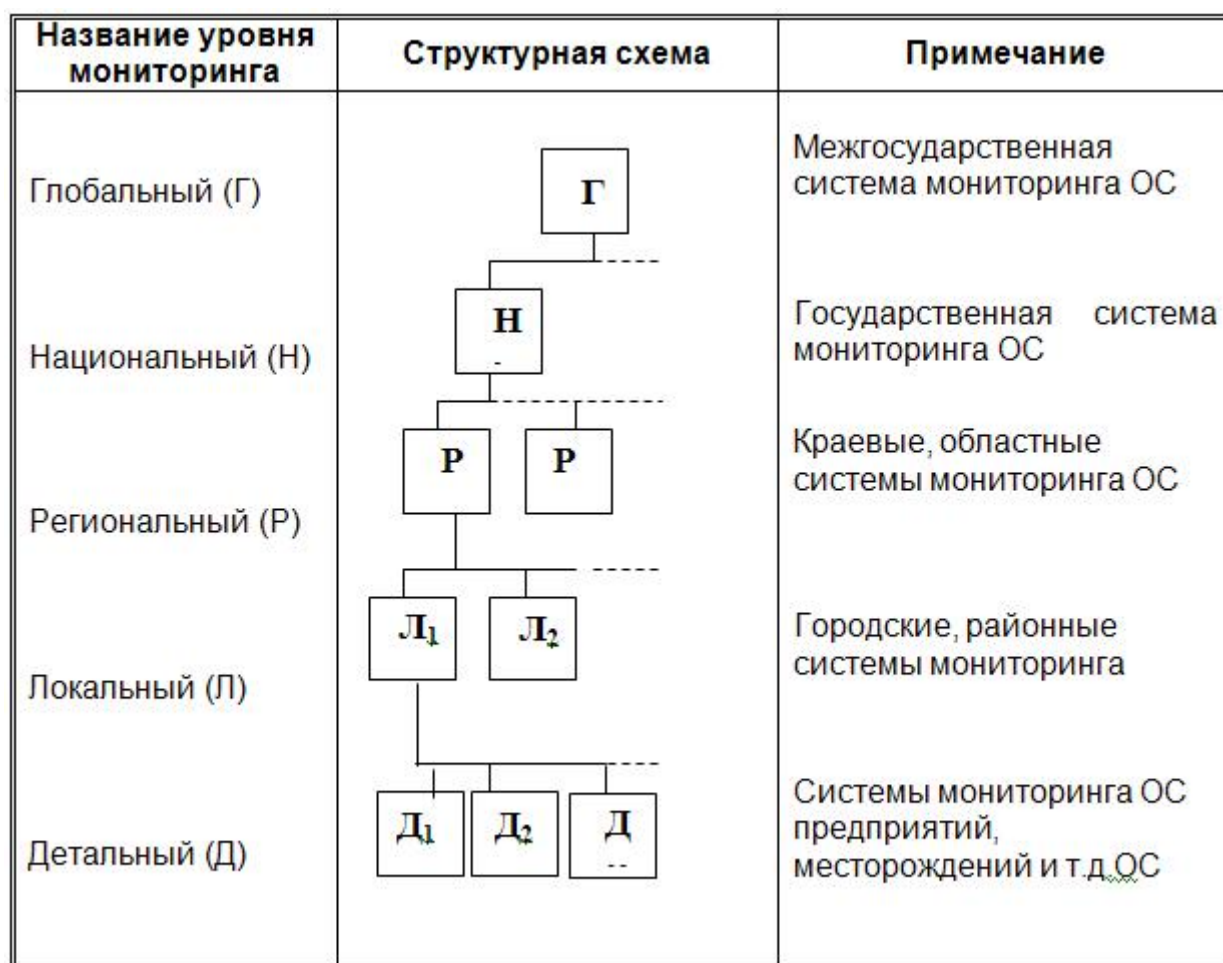 Название уровня
мониторинга
Структурная схема
Примечание
Глобальный (Г)
Г
Межгосударственная
система мониторинга ОС
Национальный (Н)
Н
Государственная система
мониторинга ОС
Региональный (Р)
Р Р
Краевые, областные
системы мониторинга ОС
Локальный (Л)
Л1 Л2
Городские, районные
системы мониторинга
Детальный (Д)
Д1 Д2 Д
Системы мониторинга ОС
предприятий,
месторождений и т.д.ОС